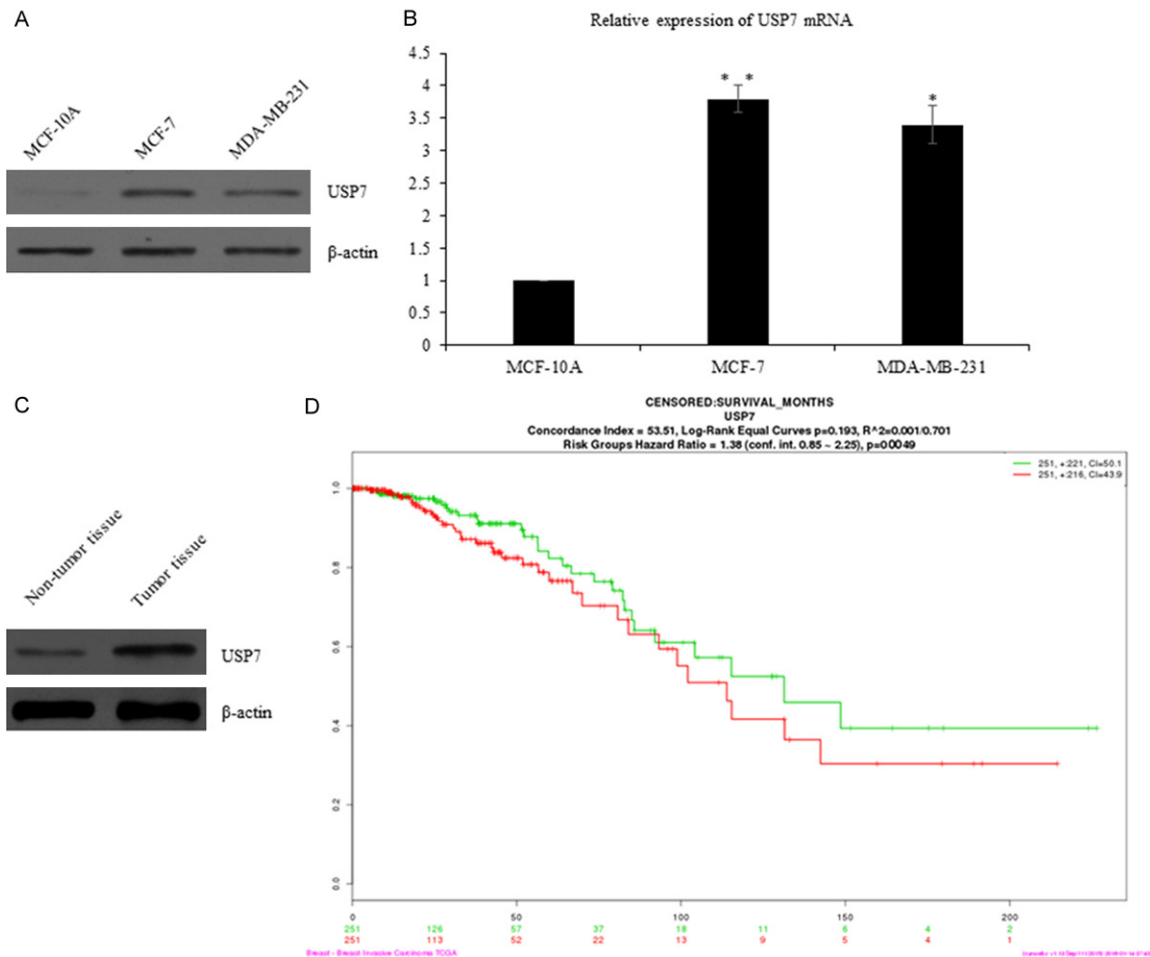 A
MCF-10A
MCF-7
MDA-MB-231
USP7
β-actin
B
Relative expression of USP7 mRNA
4.5
4
3.5
3
2.5
2
1.5
1
0.5
0
* *
*
MCF-10A
MCF-7
MDA-MB-231
C
Non-tumor tissue
Tumor tissue
USP7
β-actin
D
CENSORED:SURVIVAL_MONTHS
USP7
Concordance Index = 53.51, Log-Rank Equal Curves p=0.193, R^2=0.001/0.701
Risk Groups Hazard Ratio = 1.38 (conf. int. 0.85 ~ 2.25), p=00049
251, +:221, CI=50.1
251, +:216, CI=43.9
1.0
0.8
0.6
0.4
0.2
0.0
0 50 100 150 200
251 126 57 37 18 11 6 4 2
251 113 52 22 13 9 5 4 1
Breast - Breast Invasive Carcinoma TCGA